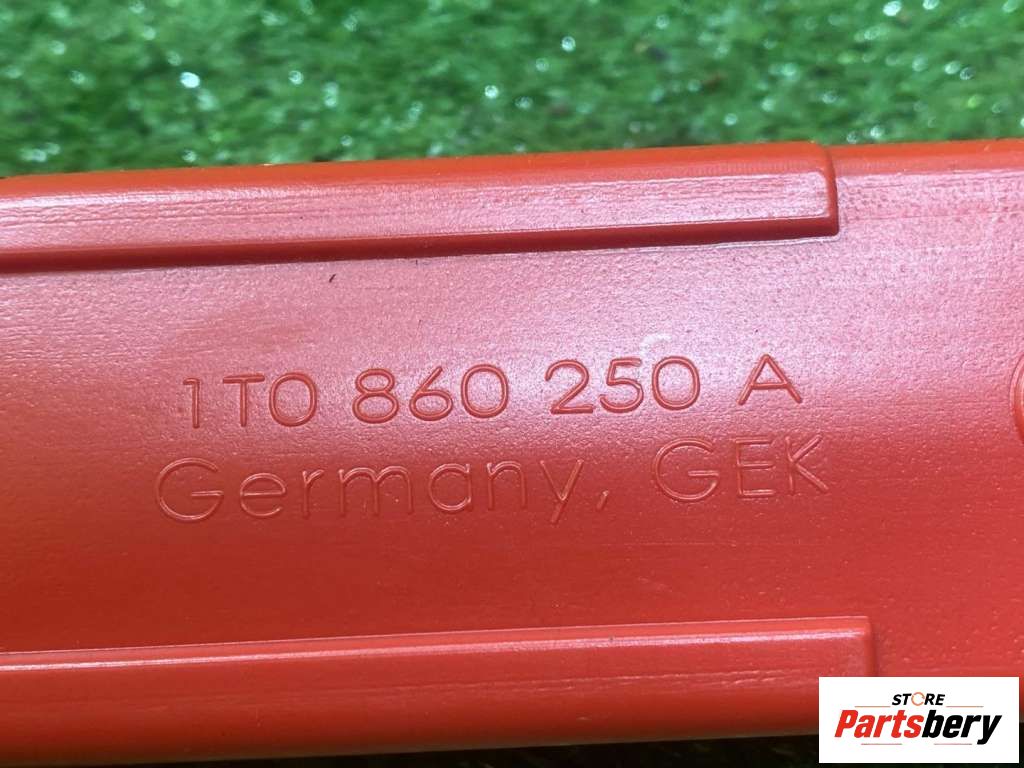 1T0 860 250 A
Germany, GEK
STORE
Partsbery